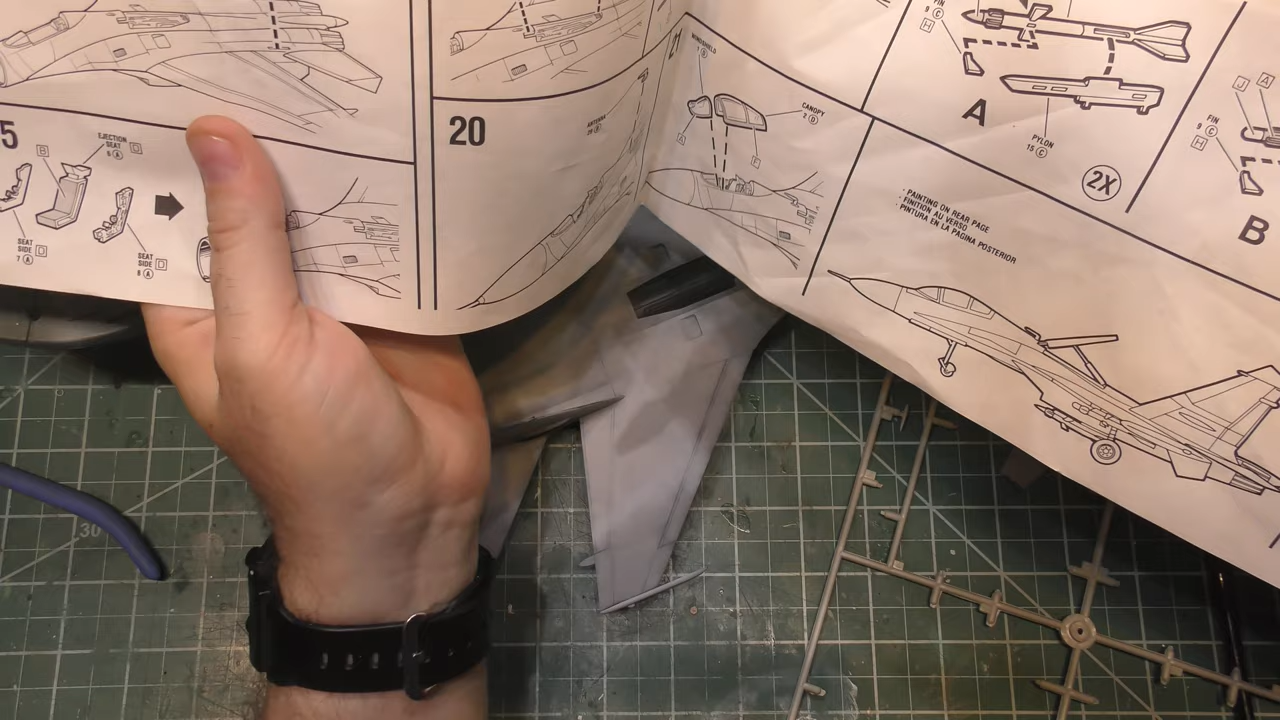 5
B
EJECTION
SEAT
6 A
D
SEAT
SIDE
7 A
D
SEAT
SIDE
8 A
D
20
ANTENNA
21
WINDSHIELD
CANOPY
2 D
FIN
9 C
H
A
PYLON
15 C
2X
· PAINTING ON REAR PAGE
· FINITION AU VERSO
· PINTURA EN LA PAGINA POSTERIOR
J
A
FIN
9 C
H
B
30